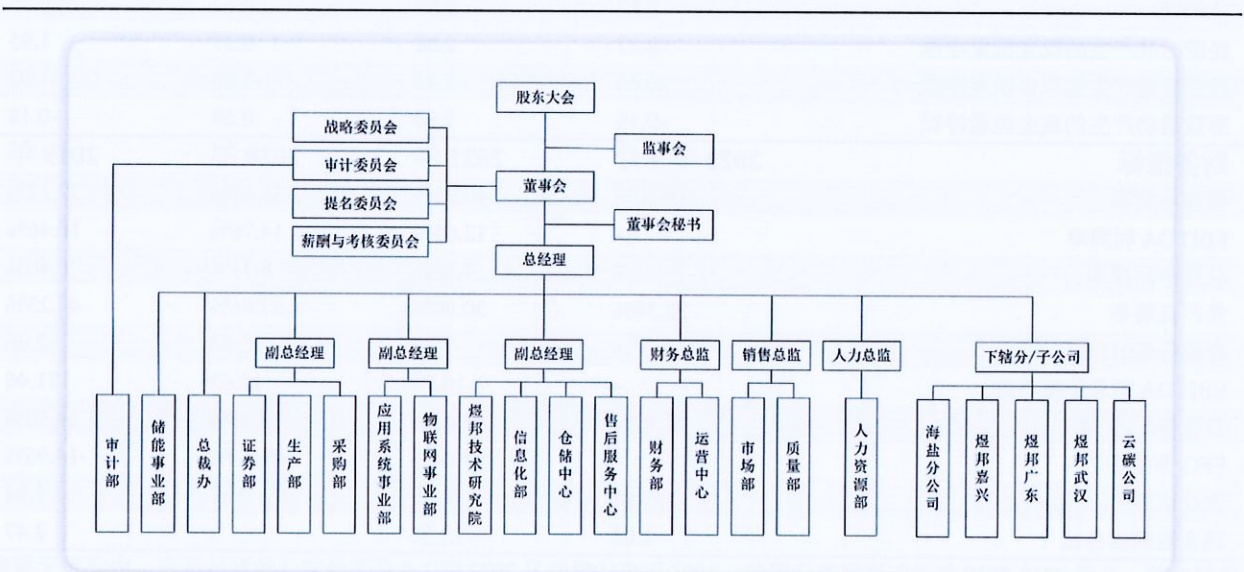 股东大会
战略委员会
监事会
审计委员会
董事会
提名委员会
董事会秘书
薪酬与考核委员会
总经理
副总经理
副总经理
副总经理
财务总监
销售总监
人力总监
下辖分/子公司
审计部
储能事业部
总裁办
证券部
生产部
采购部
应用系统事业部
物联网事业部
煜邦技术研究院
信息化部
仓储中心
售后服务中心
财务部
运营中心
市场部
质量部
人力资源部
海盐分公司
煜邦嘉兴
煜邦广东
煜邦武汉
云碳公司